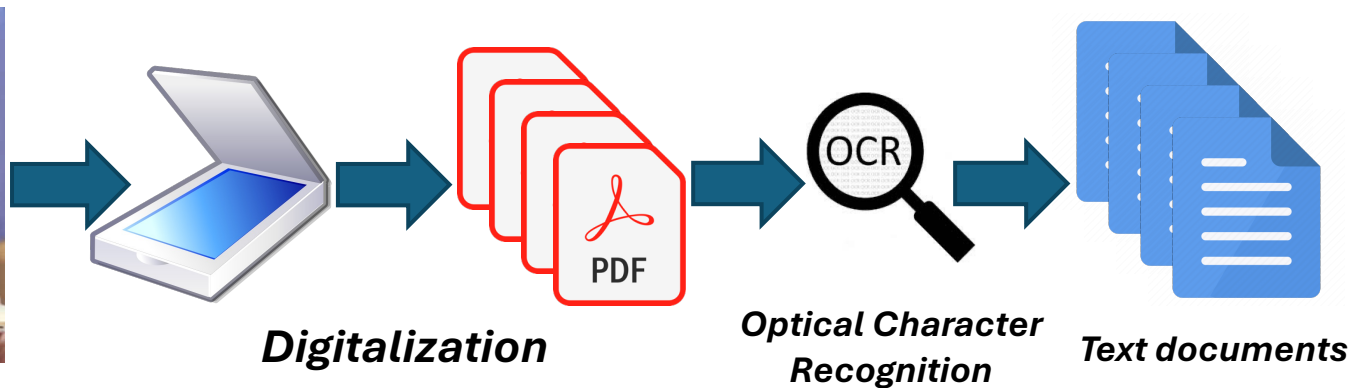 OCR
PDF
Digitalization
Optical Character
Recognition
Text documents